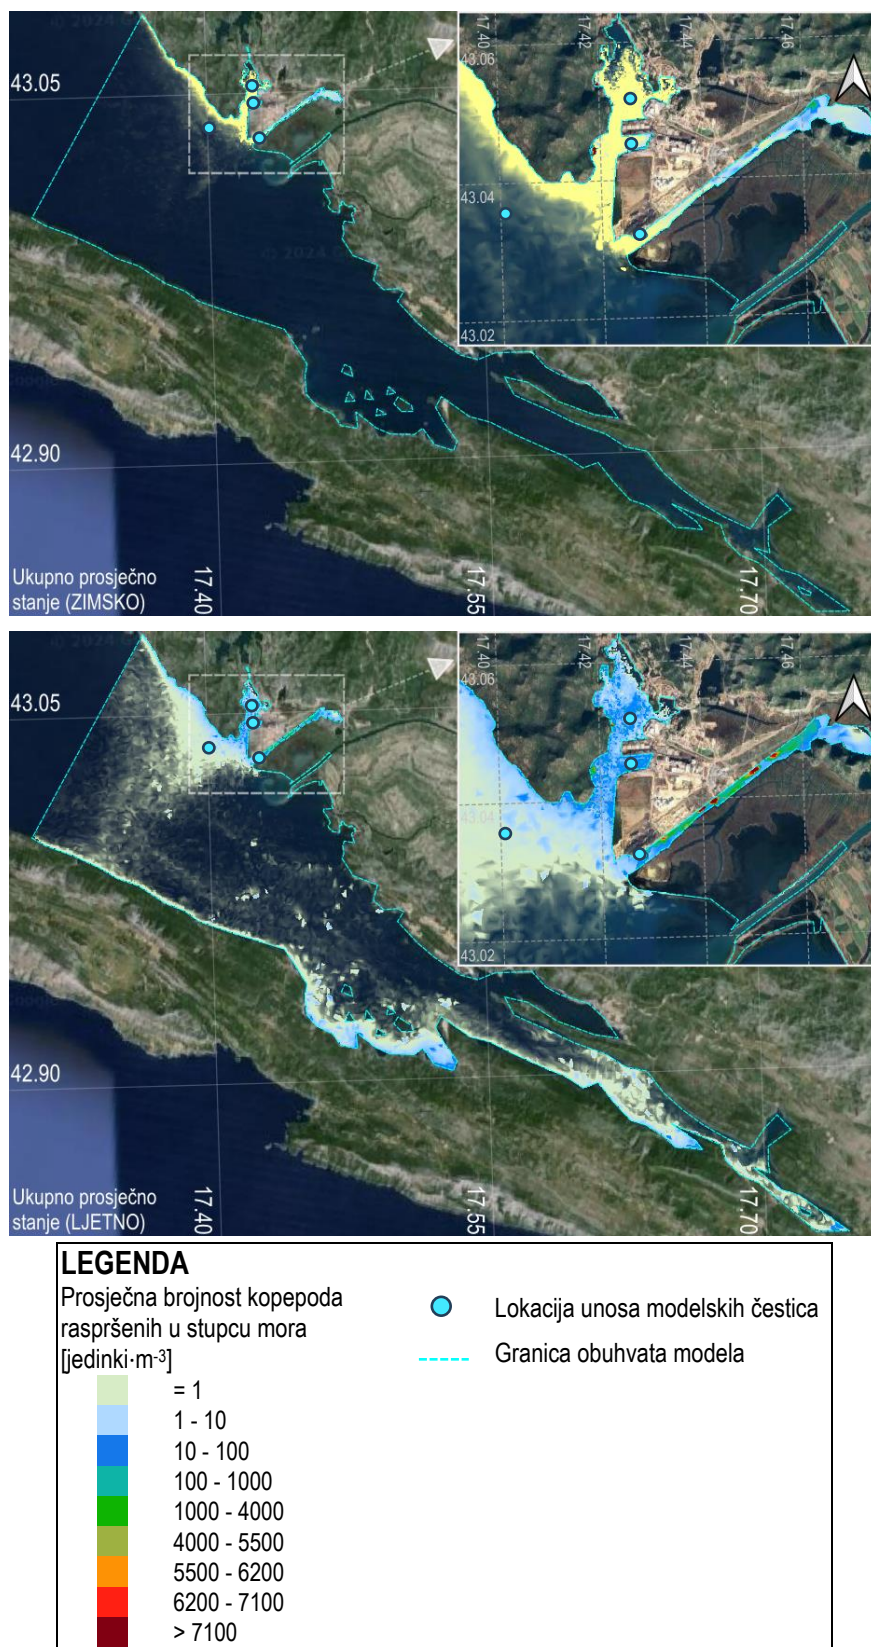 43.05
42.90
17.40
17.55
17.70
Ukupno prosječno
stanje (ZIMSKO)
17.40
17.42
17.44
17.46
43.06
43.04
43.02
43.05
42.90
17.40
17.55
17.70
Ukupno prosječno
stanje (LJETNO)
17.40
17.42
17.44
17.46
43.06
43.04
43.02
LEGENDA
Prosječna brojnost kopepoda
raspršenih u stupcu mora
[jedinki·m-3]
= 1
1 - 10
10 - 100
100 - 1000
1000 - 4000
4000 - 5500
5500 - 6200
6200 - 7100
> 7100
Lokacija unosa modelskih čestica
Granica obuhvata modela